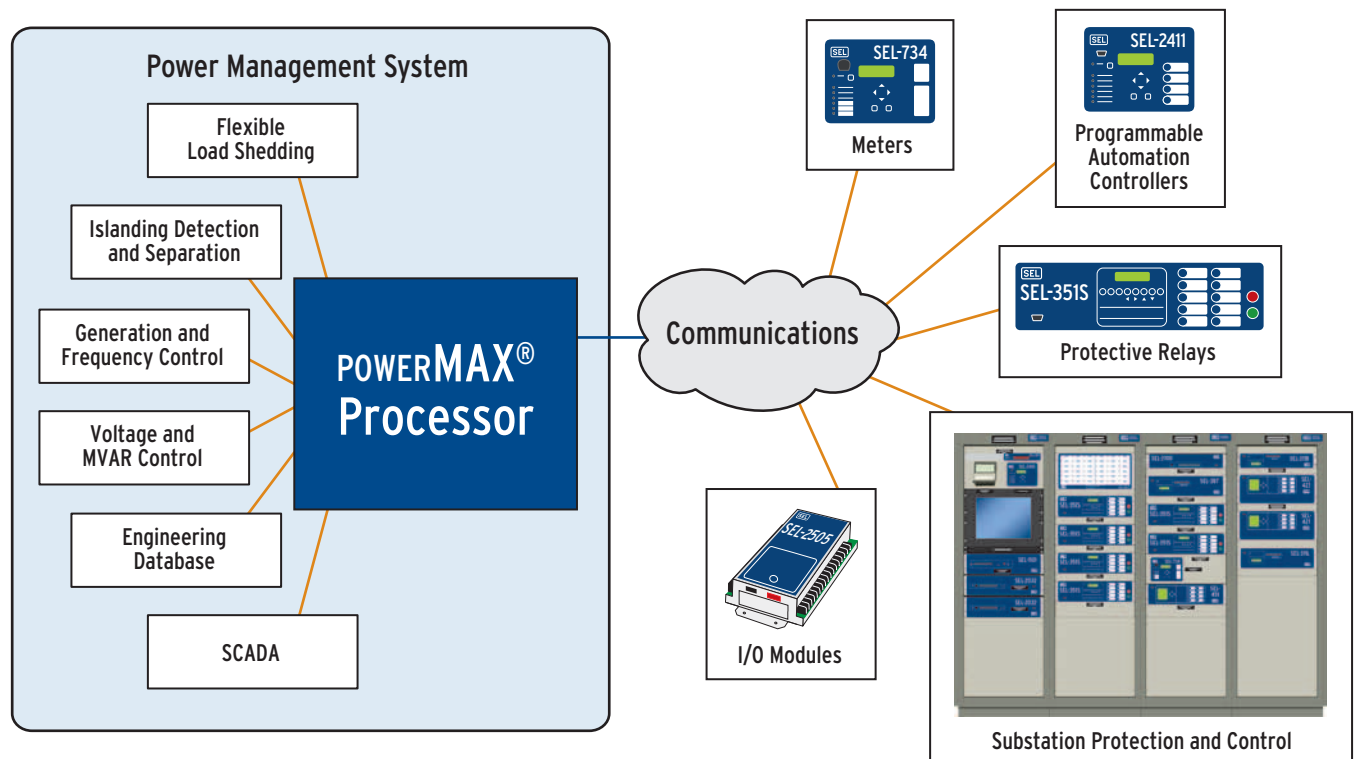 Power Management System
Flexible
Load Shedding
Islanding Detection
and Separation
Generation and
Frequency Control
Voltage and
MVAR Control
Engineering
Database
SCADA
POWERMAX®
Processor
Communications
SEL
SEL-734
Meters
SEL
SEL-2411
Programmable
Automation
Controllers
SEL
SEL-351S
Protective Relays
SEL
SEL-2505
I/O Modules
Substation Protection and Control